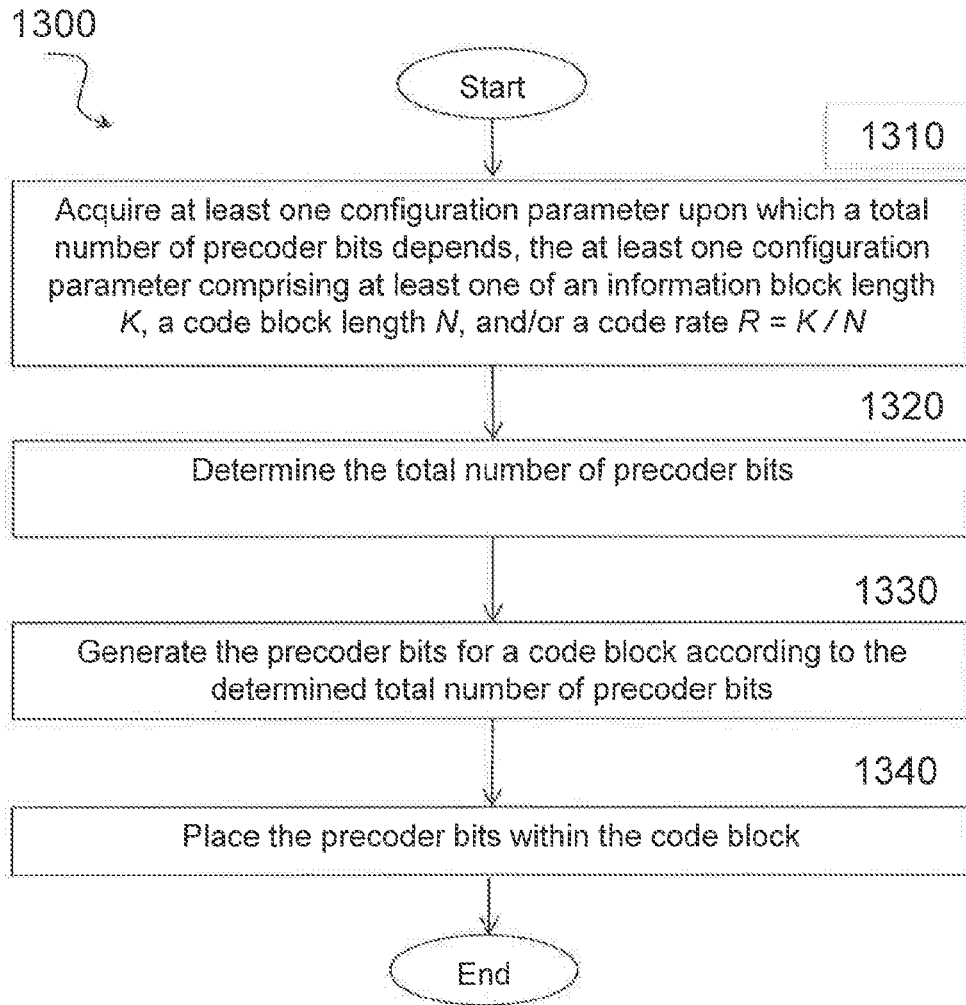 1300
Start
1310
Acquire at least one configuration parameter upon which a total
number of precoder bits depends, the at least one configuration
parameter comprising at least one of an information block length
K, a code block length N, and/or a code rate R = K / N
1320
Determine the total number of precoder bits
1330
Generate the precoder bits for a code block according to the
determined total number of precoder bits
1340
Place the precoder bits within the code block
End